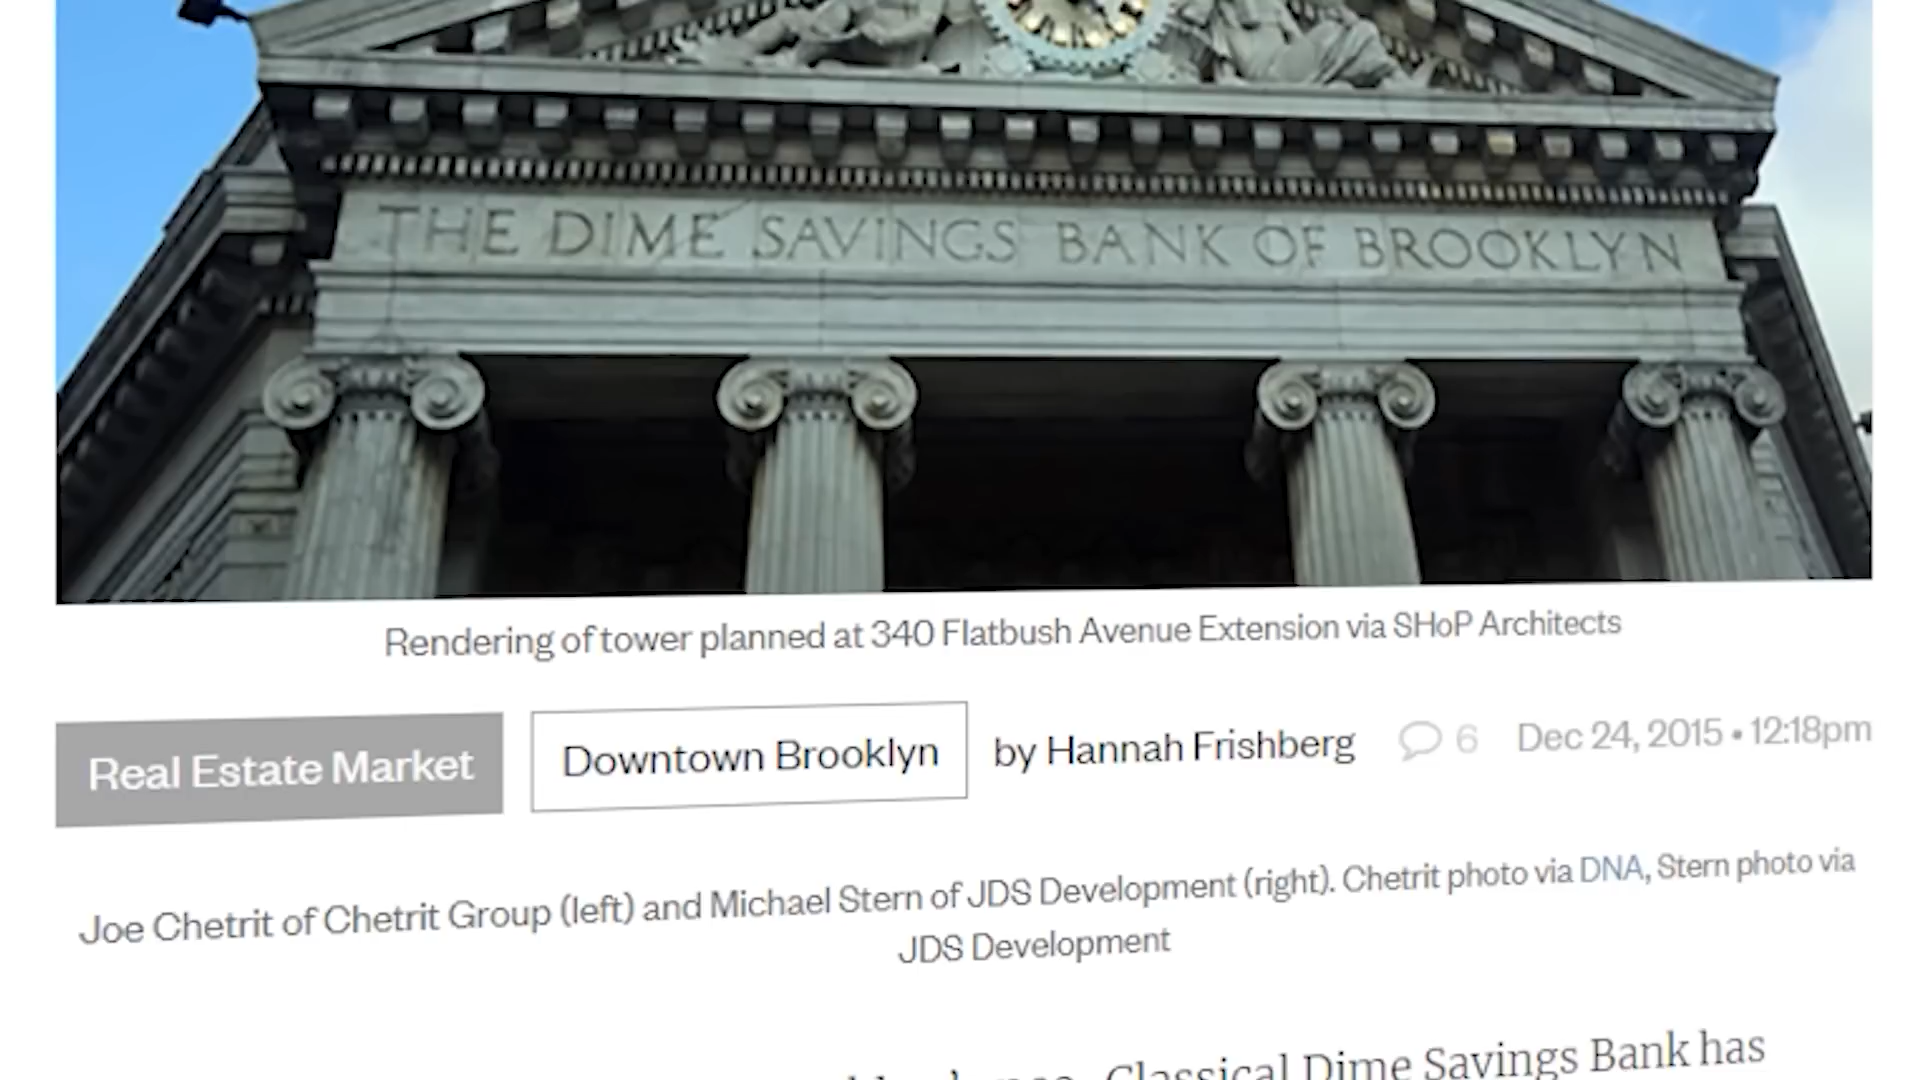 THE DIME SAVINGS BANK OF BROOKLYN
Rendering of tower planned at 340 Flatbush Avenue Extension via SHoP Architects
Real Estate Market
Downtown Brooklyn
by Hannah Frishberg
6
Dec 24, 2015 • 12:18pm
Joe Chetrit of Chetrit Group (left) and Michael Stern of JDS Development (right). Chetrit photo via DNA, Stern photo via
JDS Development
Classical Dime Savings Bank has